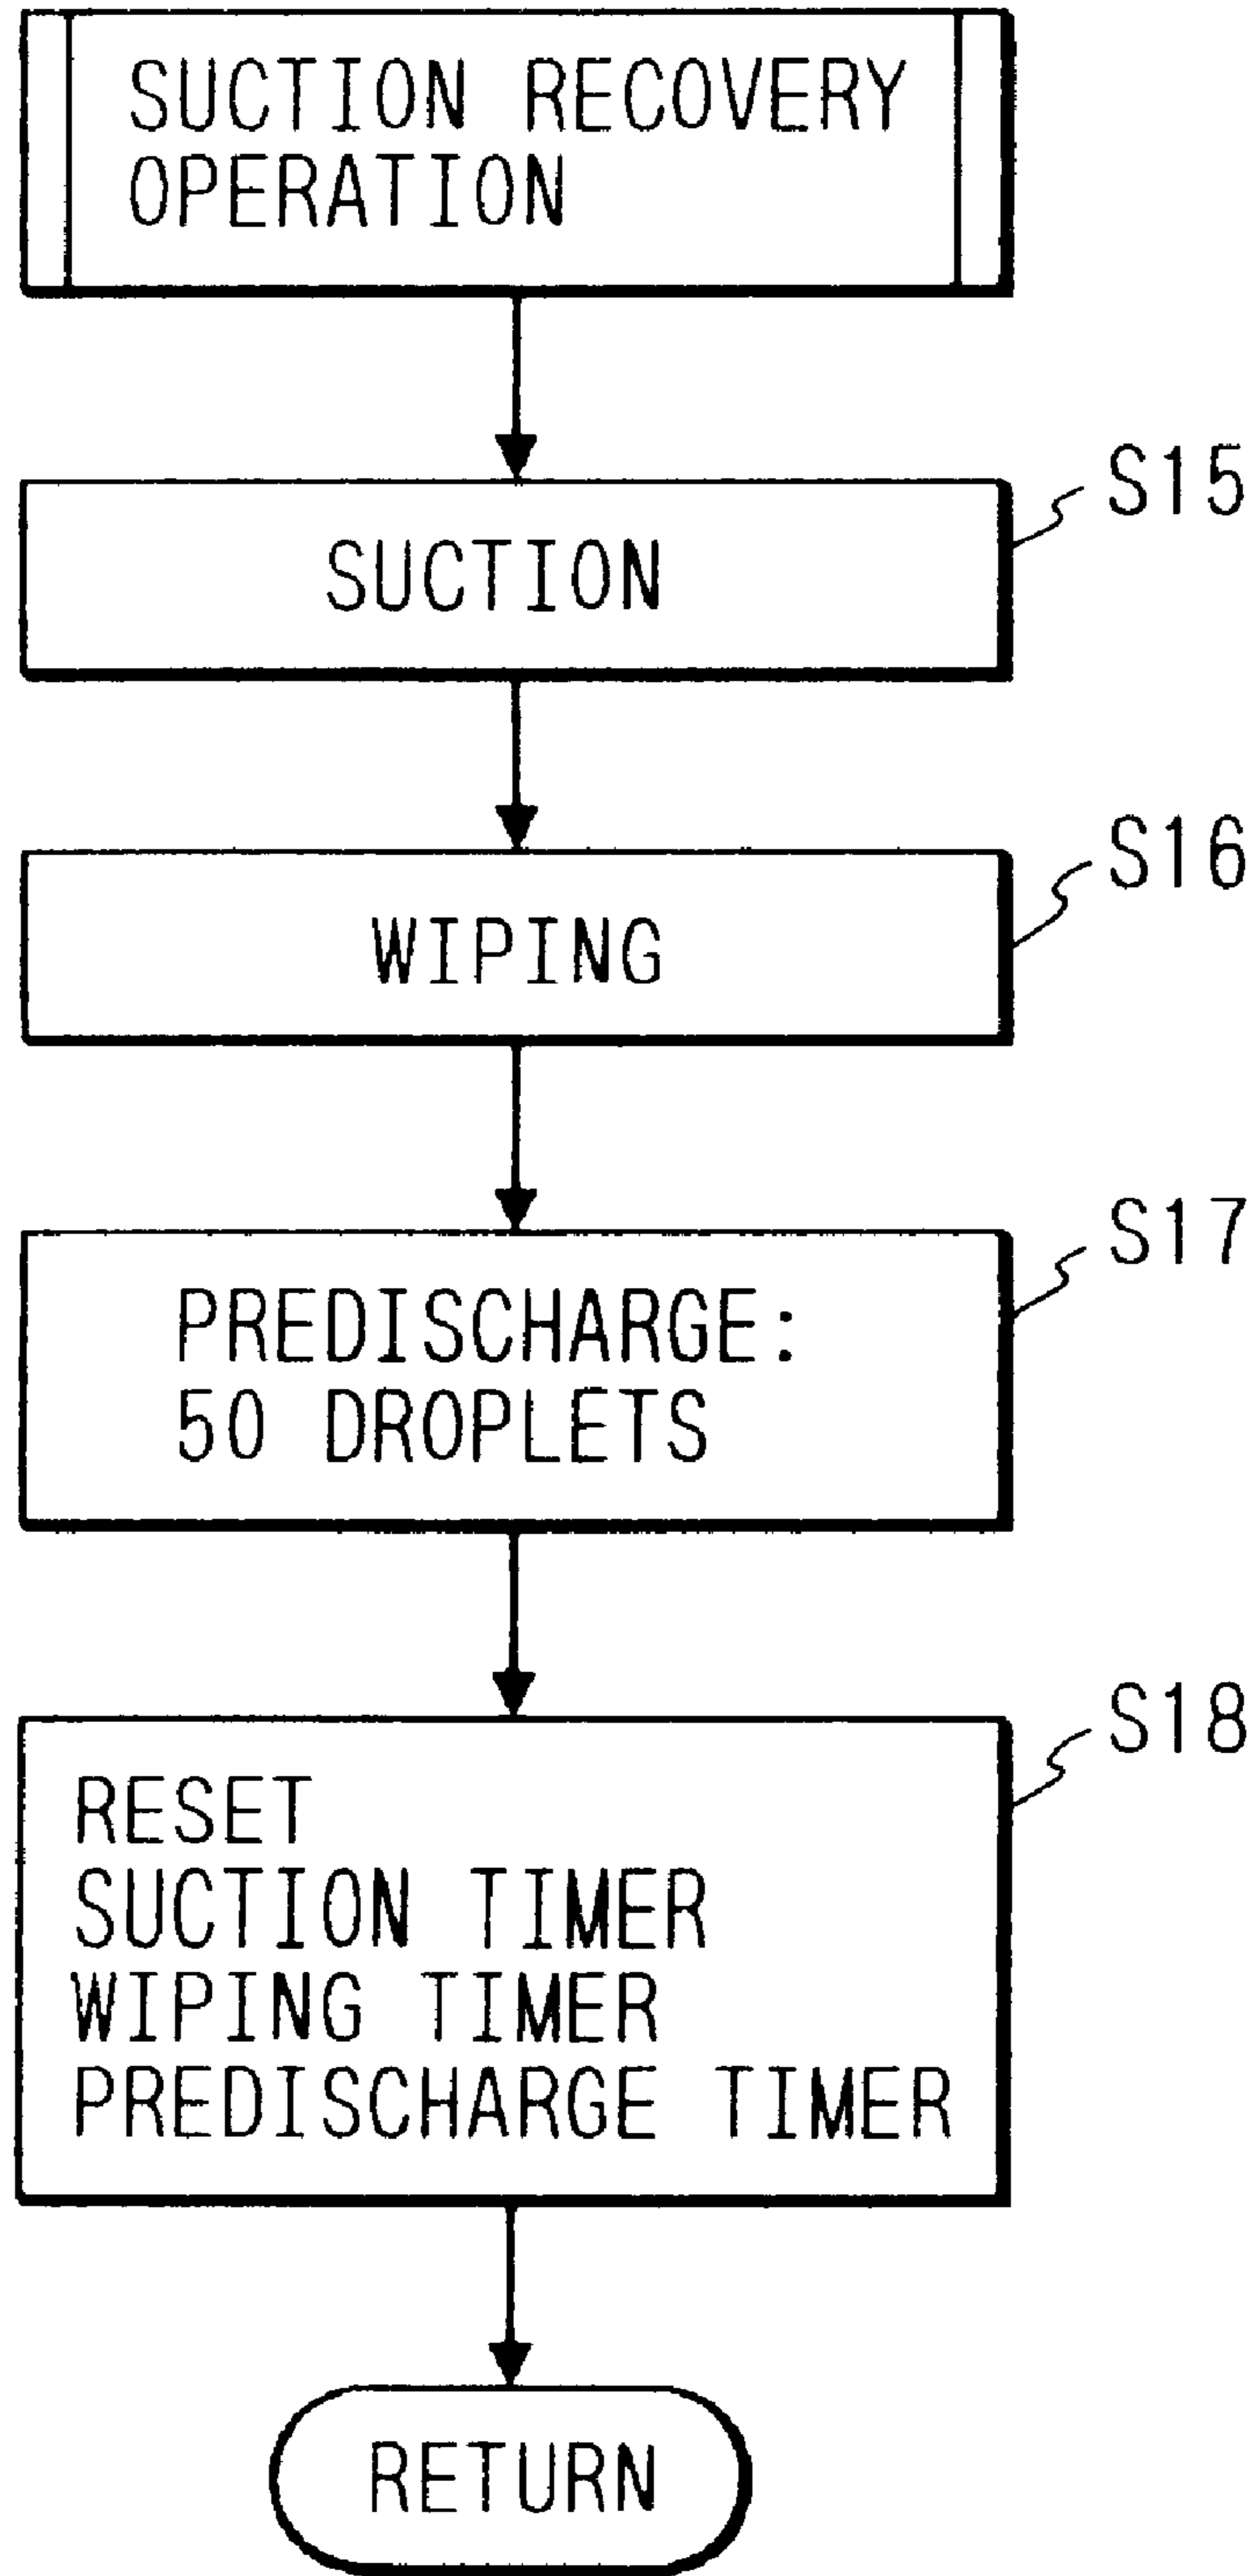 SUCTION RECOVERY
OPERATION
S15
SUCTION
S16
WIPING
S17
PREDISCHARGE:
50 DROPLETS
S18
RESET
SUCTION TIMER
WIPING TIMER
PREDISCHARGE TIMER
RETURN